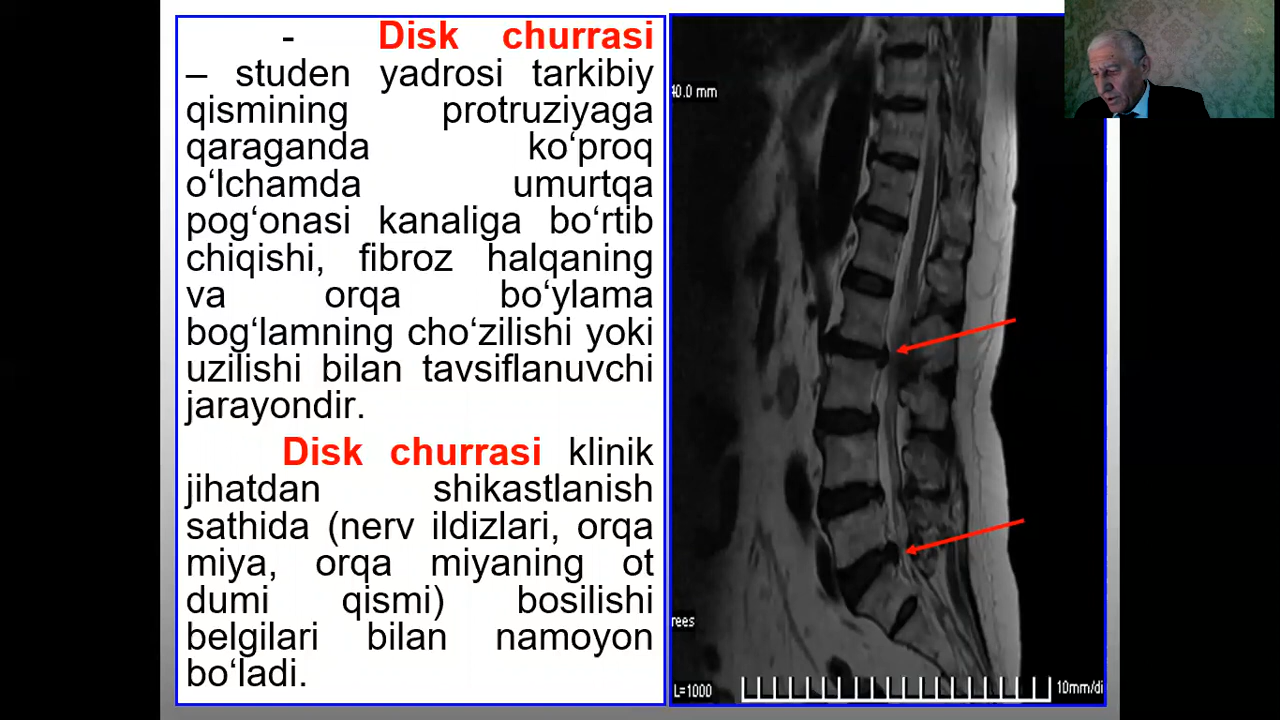 - Disk churrasi
– studen yadrosi tarkibiy
qismining protruziyaga
qaraganda ko‘proq
o‘lchamda umurtqa
pog‘onasi kanaliga bo‘rtib
chiqishi, fibroz halqaning
va orqa bo‘ylama
bog‘lamning cho‘zilishi yoki
uzilishi bilan tavsiflanuvchi
jarayondir.
Disk churrasi klinik
jihatdan shikastlanish
sathida (nerv ildizlari, orqa
miya, orqa miyaning ot
dumi qismi) bosilishi
belgilari bilan namoyon
bo‘ladi.
40.0 mm
rees
L=1000
10mm/di